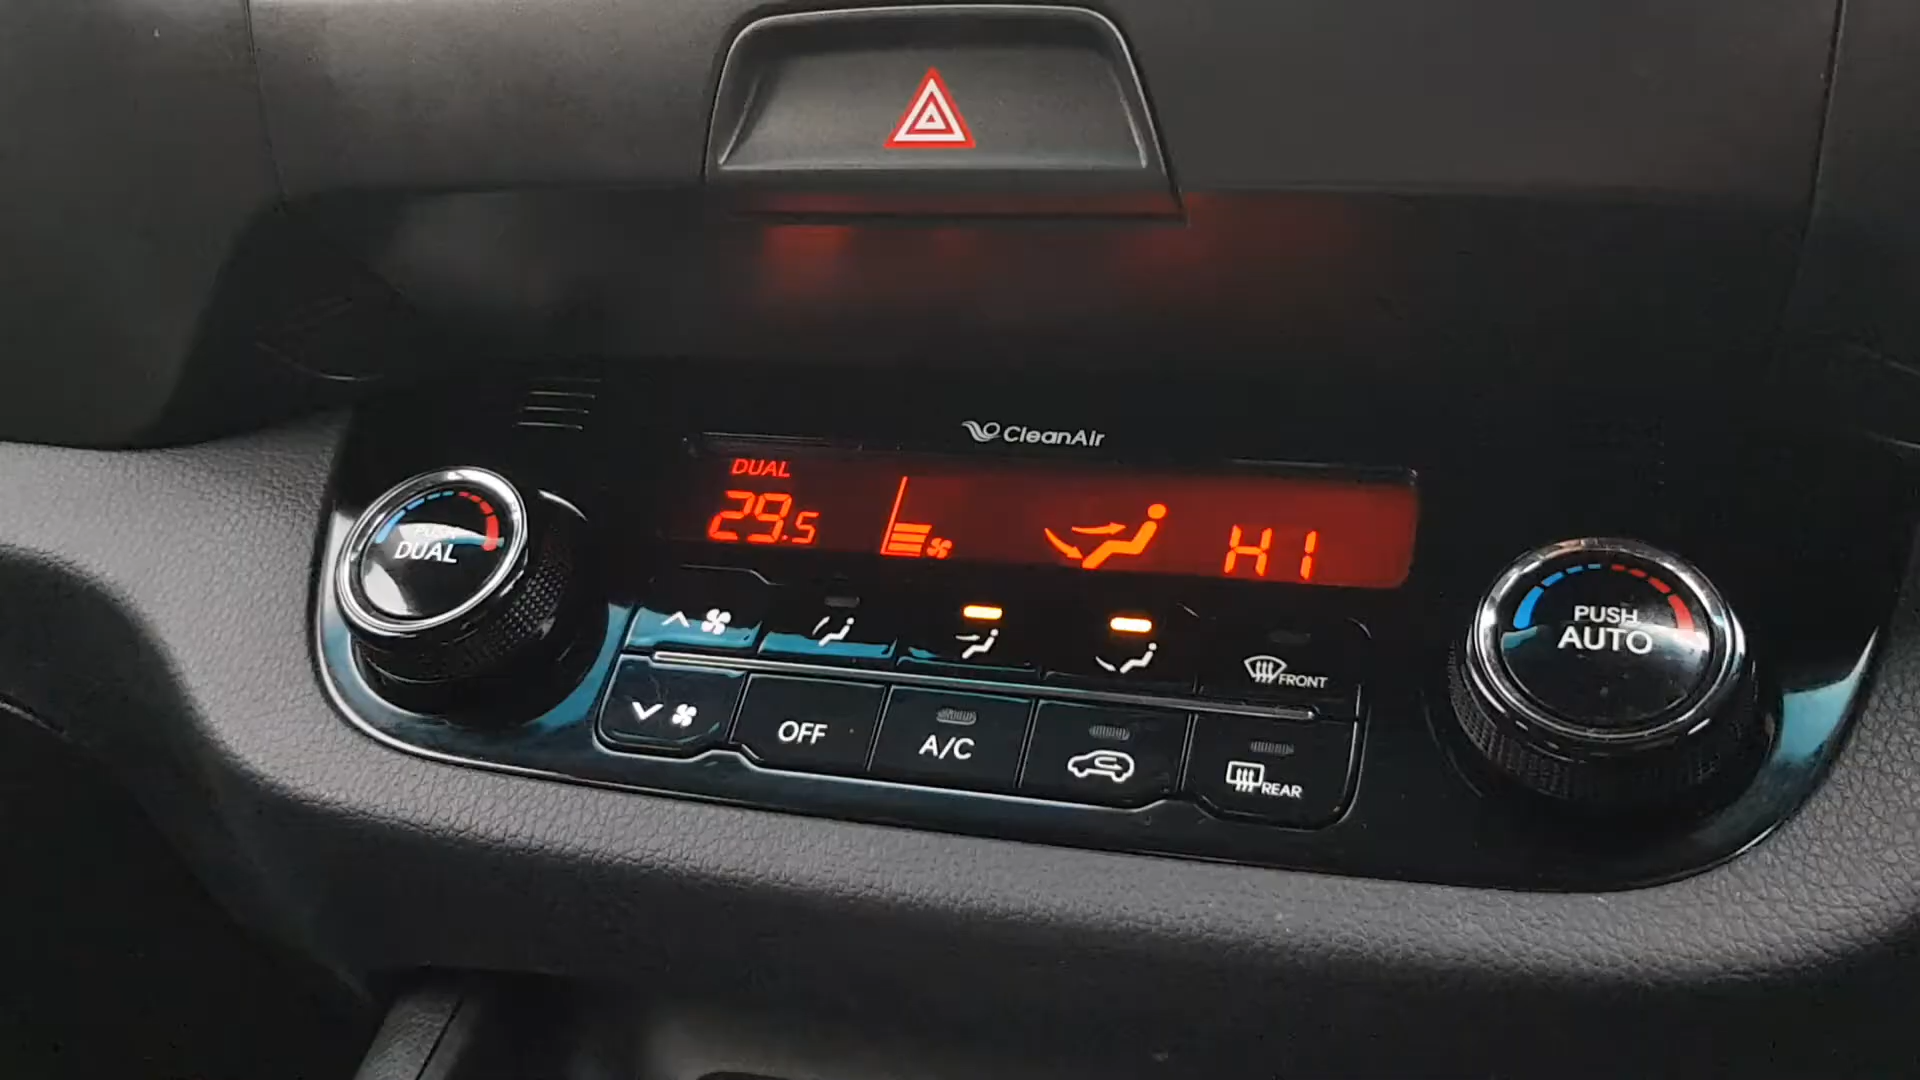 CleanAir
DUAL
29.5
HI
PUSH
DUAL
PUSH
AUTO
FRONT
OFF
A/C
REAR